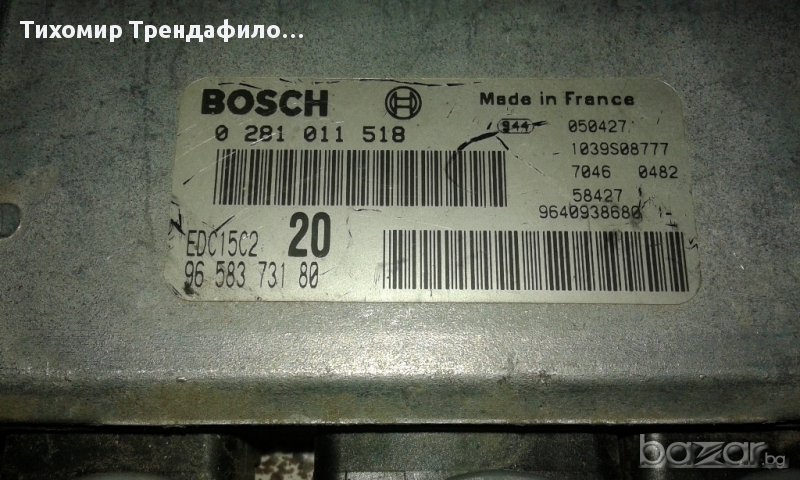 Тихомир Трендафило...
BOSCH Made in France
0 281 011 518
944 050427
1039S08777
7046 0482
58427
9640938680
EDC15C2 20
96 583 731 80
bazar.bg